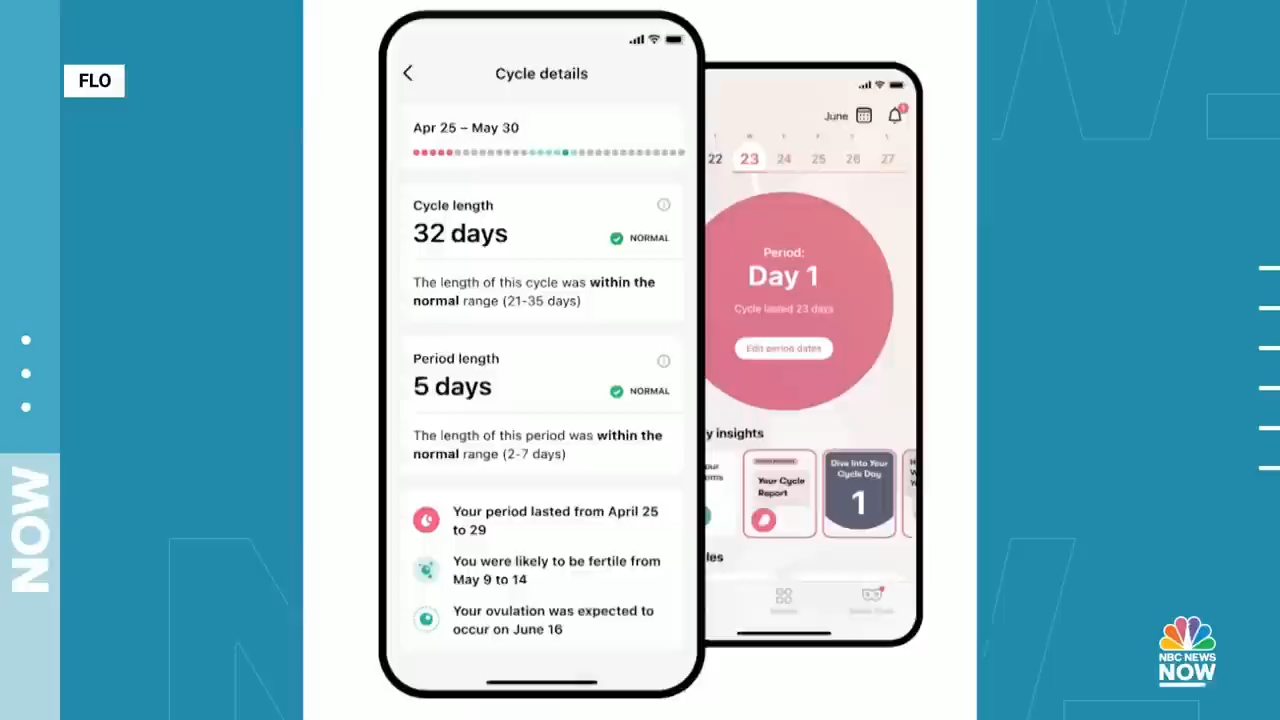 FLO
Cycle details
Apr 25 – May 30
Cycle length
32 days
NORMAL
The length of this cycle was within the
normal range (21-35 days)
Period length
5 days
NORMAL
The length of this period was within the
normal range (2-7 days)
Your period lasted from April 25
to 29
You were likely to be fertile from
May 9 to 14
Your ovulation was expected to
occur on June 16
June
22 23 24 25 26 27
Period:
Day 1
Cycle lasted 23 days
Edit period dates
y insights
Your Cycle
Report
Dive Into Your
Cycle Day
1
les
NOW
NBC NEWS
NOW